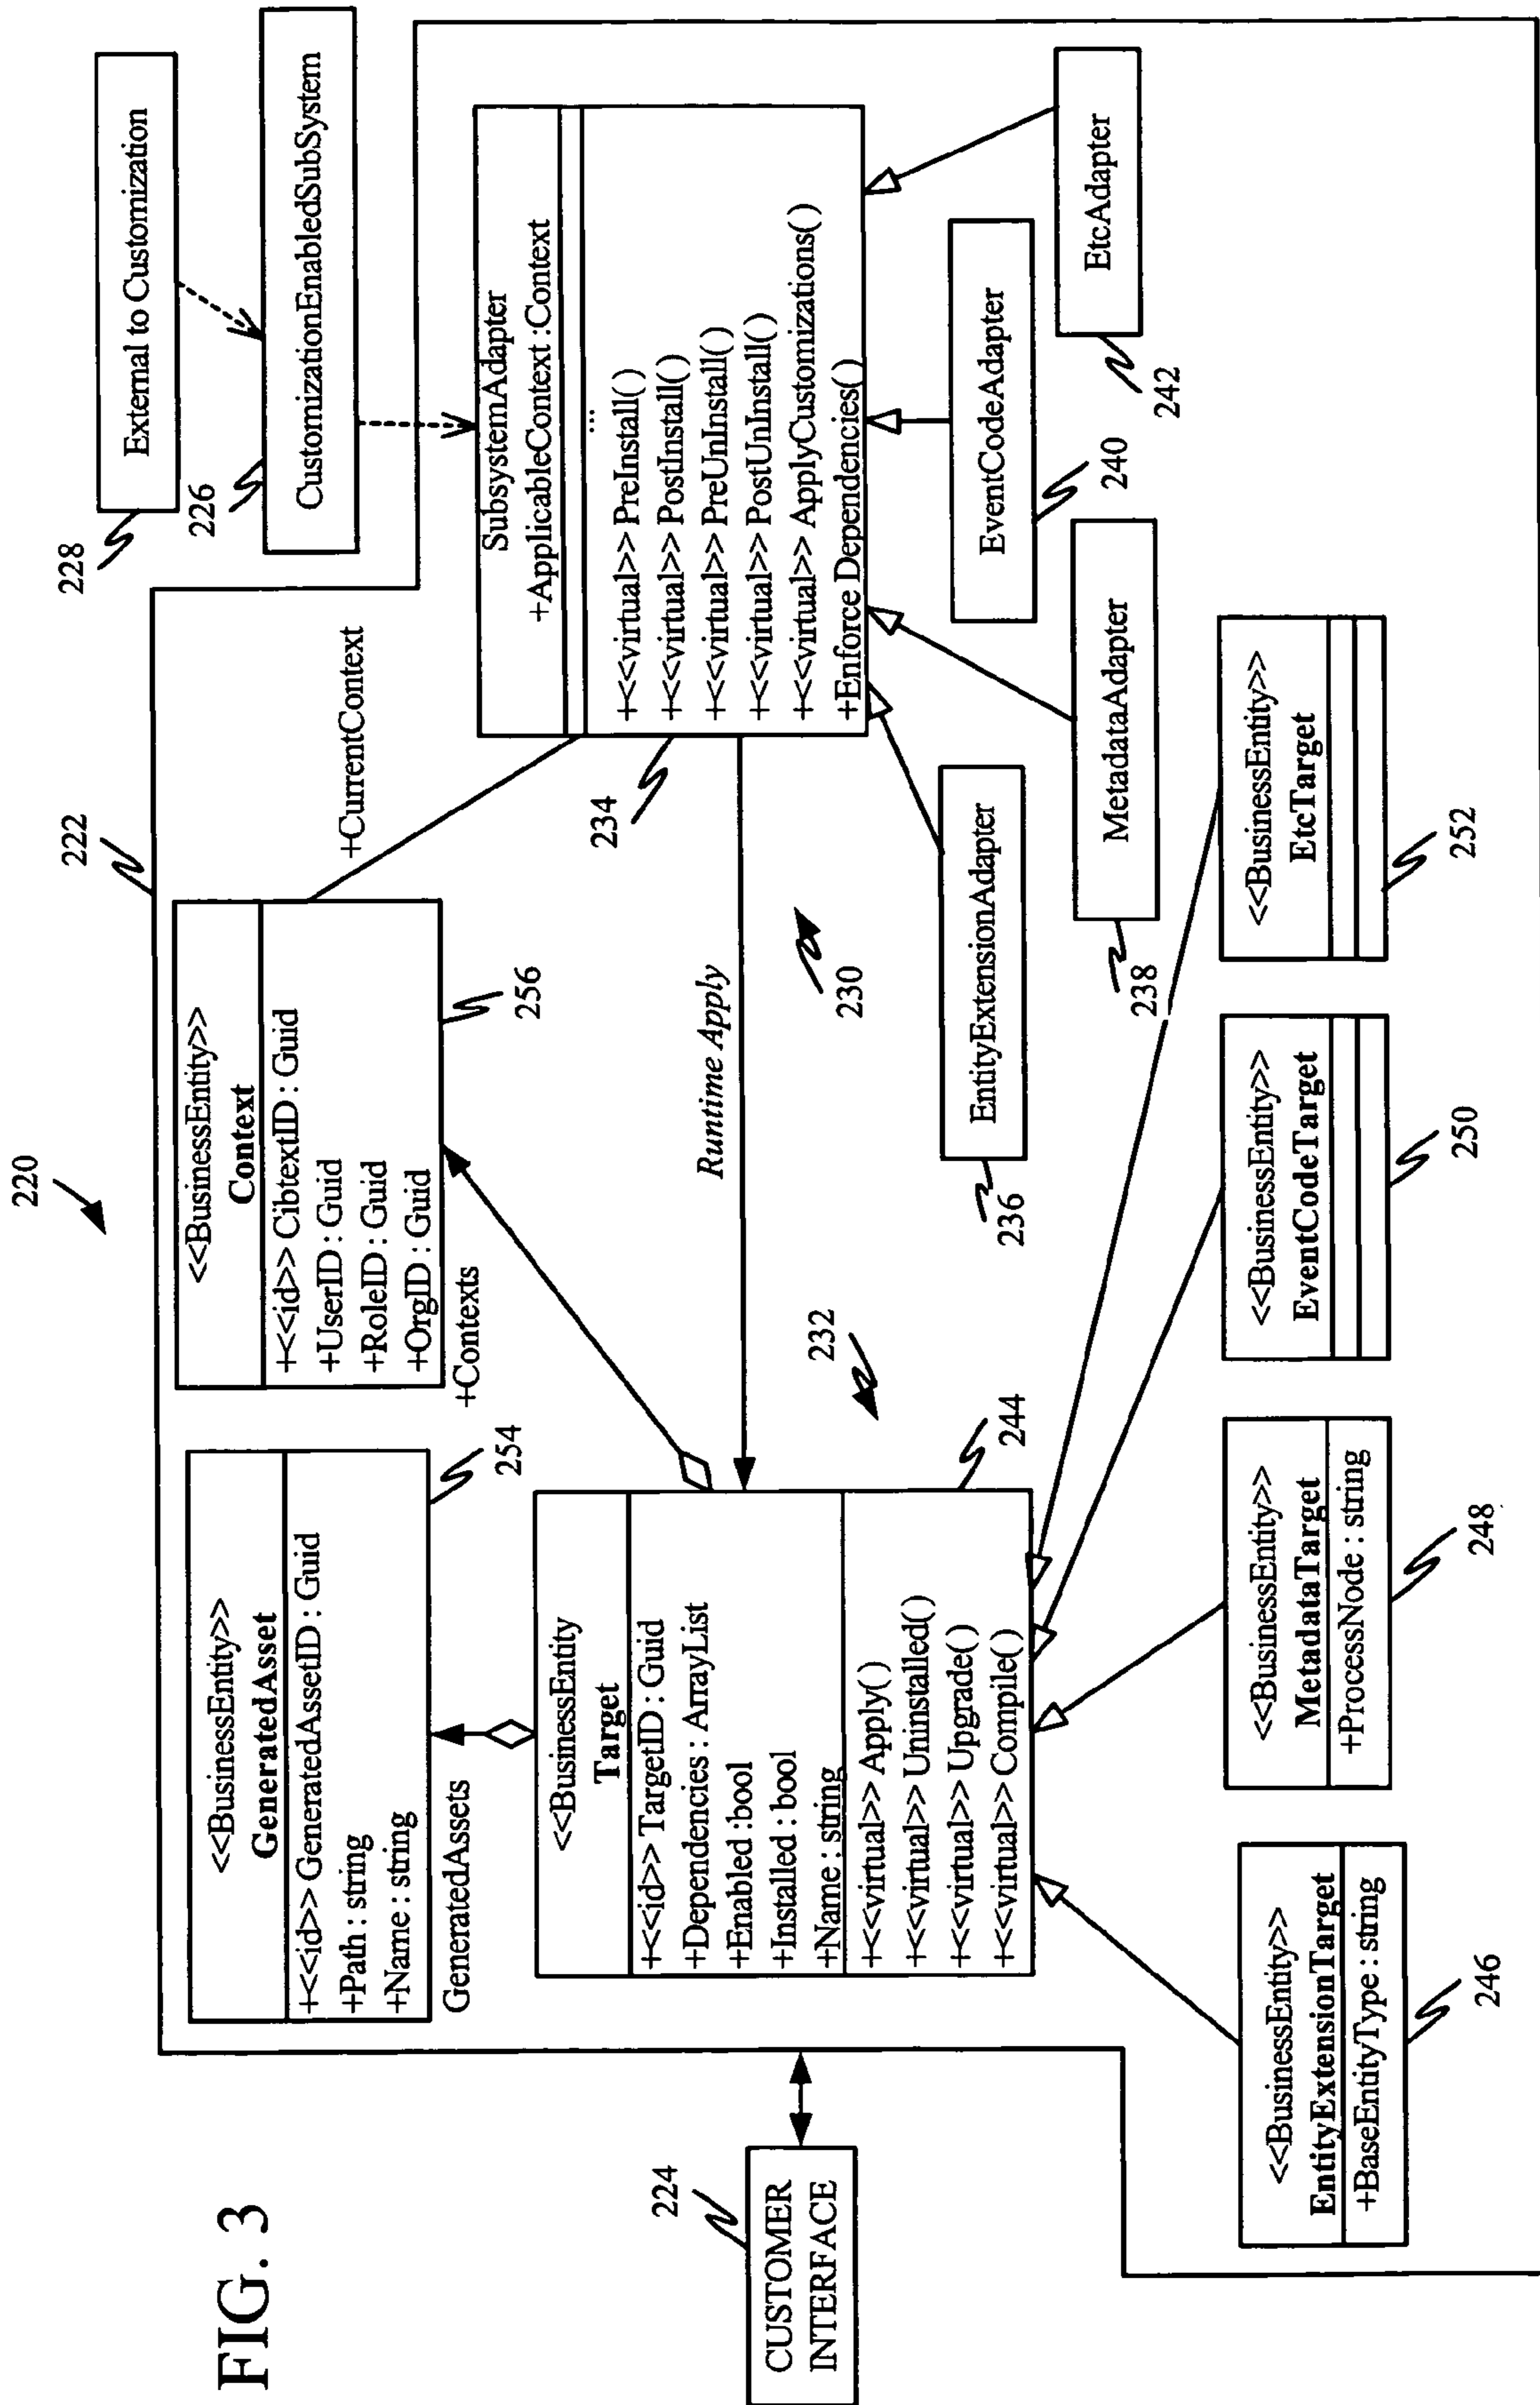 FIG. 3
220
222
228
External to Customization
226
CustomizationEnabledSubSystem
<<BusinessEntity>>
GeneratedAsset
+<<id>> GeneratedAssetID : Guid
+Path : string
+Name : string
254
GeneratedAssets
<<BusinessEntity>>
Context
+<<id>> CibtextID : Guid
+UserID : Guid
+RoleID : Guid
+OrgID : Guid
256
+Contexts
+CurrentContext
SubsystemAdapter
+ApplicableContext :Context
...
+<<virtual>> PreInstall( )
+<<virtual>> PostInstall( )
+<<virtual>> PreUnInstall( )
+<<virtual>> PostUnInstall( )
+<<virtual>> ApplyCustomizations( )
+Enforce Dependencies( )
234
Runtime Apply
230
232
224
CUSTOMER
INTERFACE
<<BusinessEntity
Target
+<<id>> TargetID : Guid
+Dependencies : ArrayList
+Enabled :bool
+Installed : bool
+Name : string
+<<virtual>> Apply( )
+<<virtual>> Uninstalled( )
+<<virtual>> Upgrade( )
+<<virtual>> Compile( )
244
EntityExtensionAdapter
236
MetadataAdapter
238
EventCodeAdapter
240
EtcAdapter
242
<<BusinessEntity>>
EntityExtensionTarget
+BaseEntityType : string
246
<<BusinessEntity>>
MetadataTarget
+ProcessNode : string
248
<<BusinessEntity>>
EventCodeTarget
250
<<BusinessEntity>>
EtcTarget
252